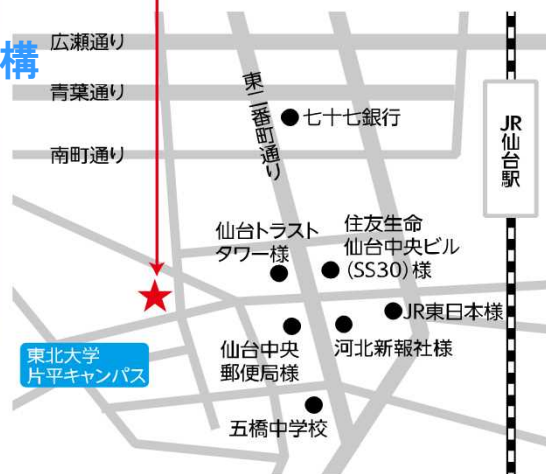 広瀬通り
構
青葉通り
南町通り
東二番町通り
七十七銀行
JR
仙台駅
仙台トラスト
タワー様
住友生命
仙台中央ビル
(SS30)様
JR東日本様
仙台中央
郵便局様
河北新報社様
東北大学
片平キャンパス
五橋中学校